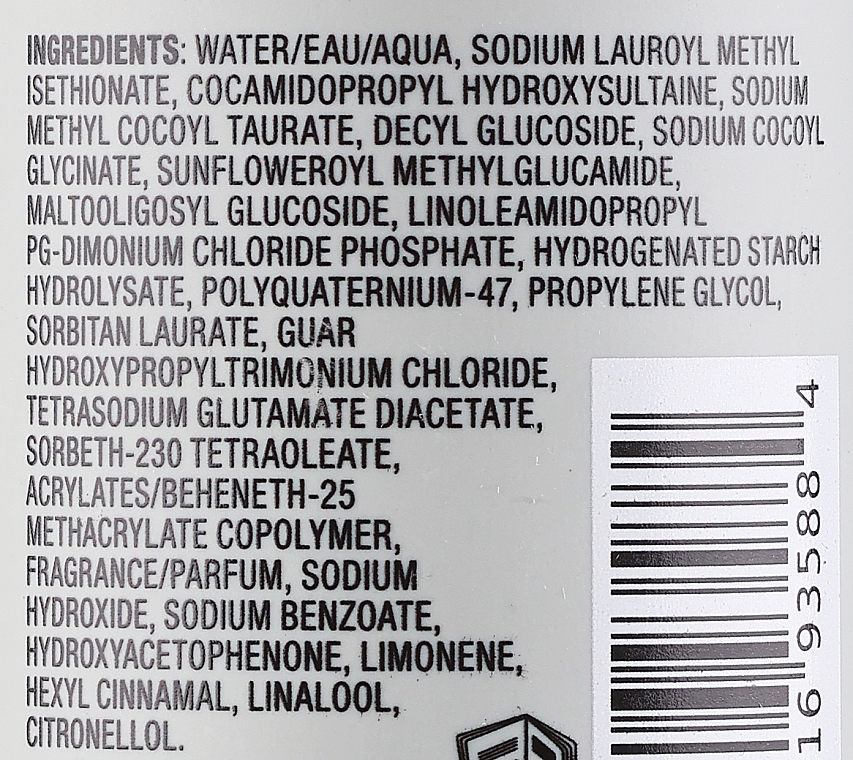 INGREDIENTS: WATER/EAU/AQUA, SODIUM LAUROYL METHYL
ISETHIONATE, COCAMIDOPROPYL HYDROXYSULTAINE, SODIUM
METHYL COCOYL TAURATE, DECYL GLUCOSIDE, SODIUM COCOYL
GLYCINATE, SUNFLOWEROYL METHYLGLUCAMIDE,
MALTOOLIGOSYL GLUCOSIDE, LINOLEAMIDOPROPYL
PG-DIMONIUM CHLORIDE PHOSPHATE, HYDROGENATED STARCH
HYDROLYSATE, POLYQUATERNIUM-47, PROPYLENE GLYCOL,
SORBITAN LAURATE, GUAR
HYDROXYPROPYLTRIMONIUM CHLORIDE,
TETRASODIUM GLUTAMATE DIACETATE,
SORBETH-230 TETRAOLEATE,
ACRYLATES/BEHENETH-25
METHACRYLATE COPOLYMER,
FRAGRANCE/PARFUM, SODIUM
HYDROXIDE, SODIUM BENZOATE,
HYDROXYACETOPHENONE, LIMONENE,
HEXYL CINNAMAL, LINALOOL,
CITRONELLOL.
16 93588 4